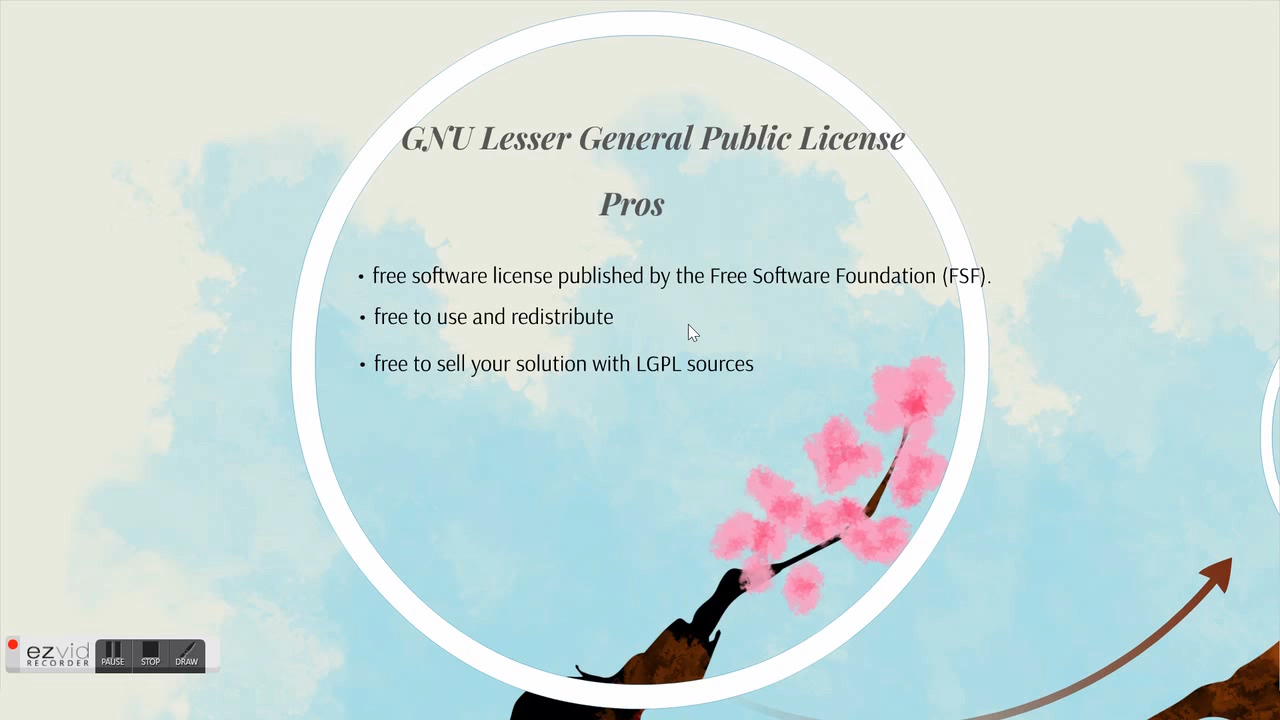 GNU Lesser General Public License
Pros
• free software license published by the Free Software Foundation (FSF).
• free to use and redistribute
• free to sell your solution with LGPL sources
ezvid
RECORDER
PAUSE STOP DRAW